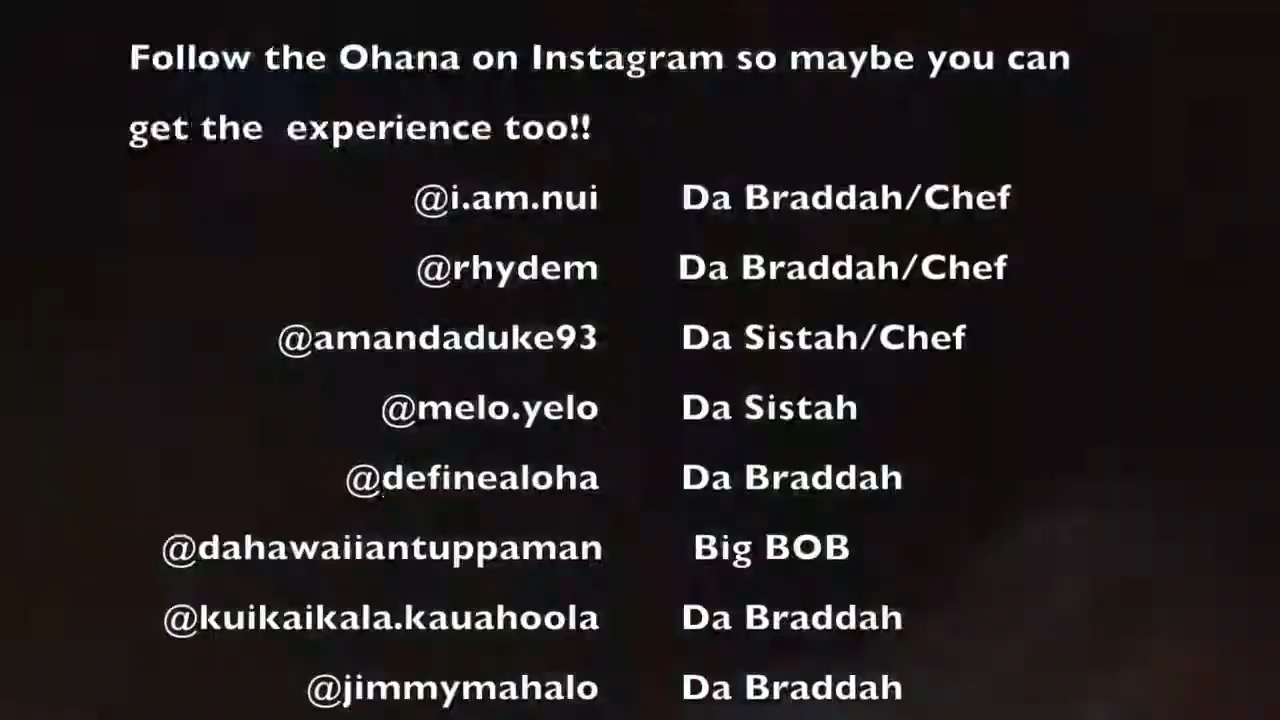 Follow the Ohana on Instagram so maybe you can
get the experience too!!
@i.am.nui Da Braddah/Chef
@rhydem Da Braddah/Chef
@amandaduke93 Da Sistah/Chef
@melo.yelo Da Sistah
@definealoha Da Braddah
@dahawaiiantuppaman Big BOB
@kuikaikala.kauahoola Da Braddah
@jimmymahalo Da Braddah